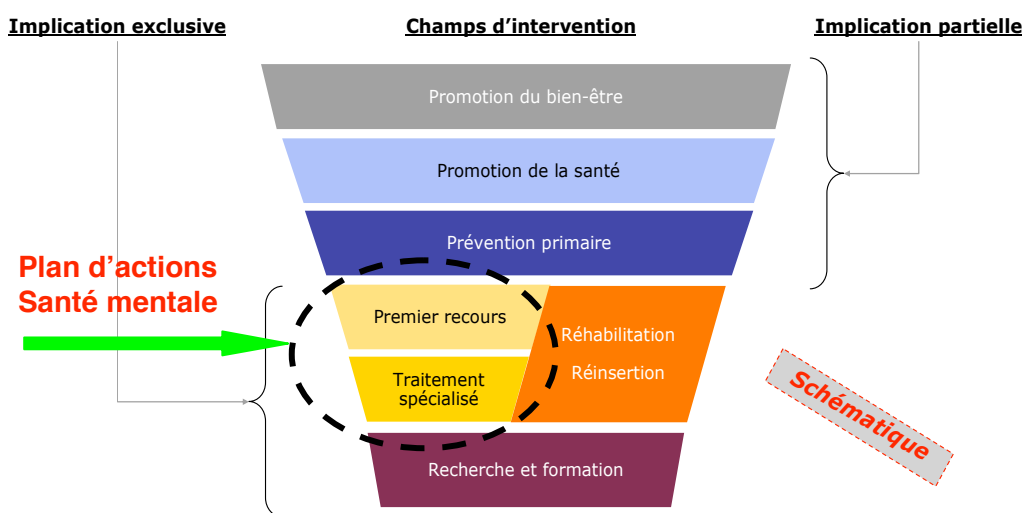 Implication exclusive
Champs d’intervention
Implication partielle
Promotion du bien-être
Promotion de la santé
Prévention primaire
Plan d’actions
Santé mentale
Premier recours
Réhabilitation
Réinsertion
Traitement
spécialisé
Schématique
Recherche et formation